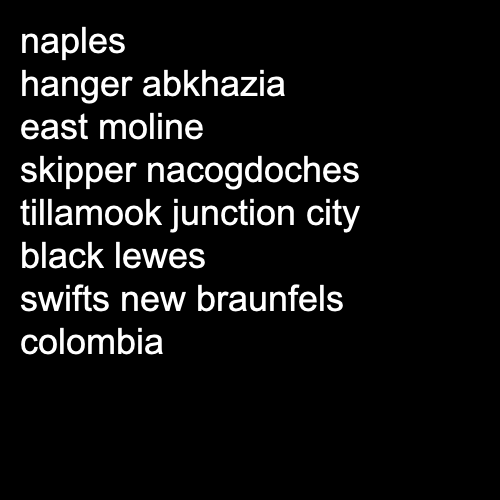 naples
hanger abkhazia
east moline
skipper nacogdoches
tillamook junction city
black lewes
swifts new braunfels
colombia